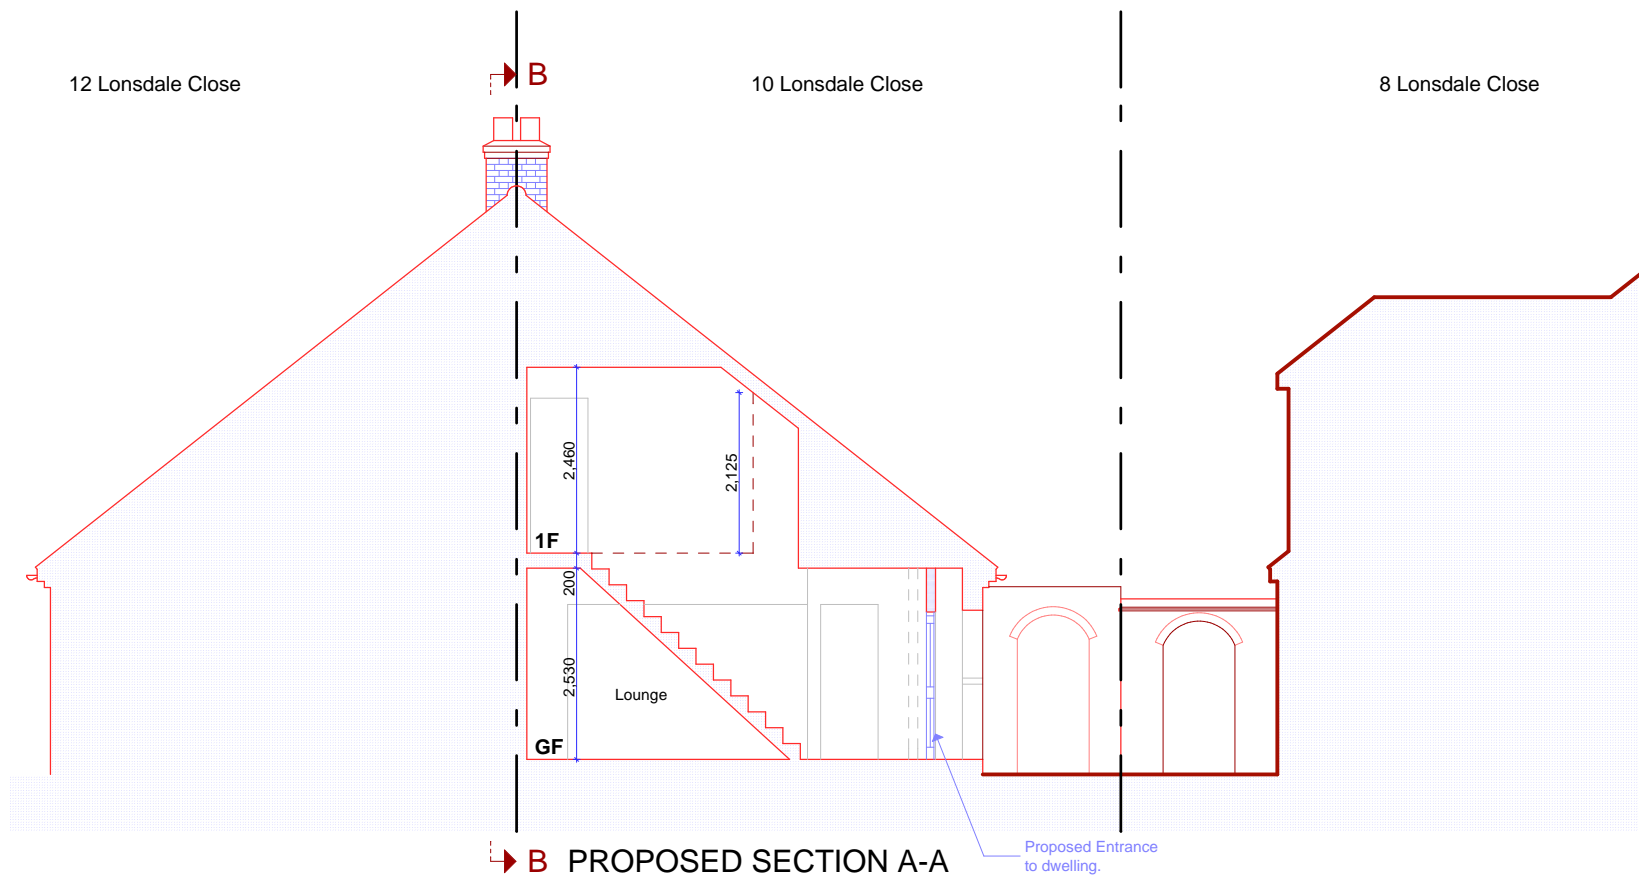 12 Lonsdale Close
B
10 Lonsdale Close
8 Lonsdale Close
2,460
2,125
1F
200
2,530
Lounge
GF
B
PROPOSED SECTION A-A
Proposed Entrance
to dwelling.